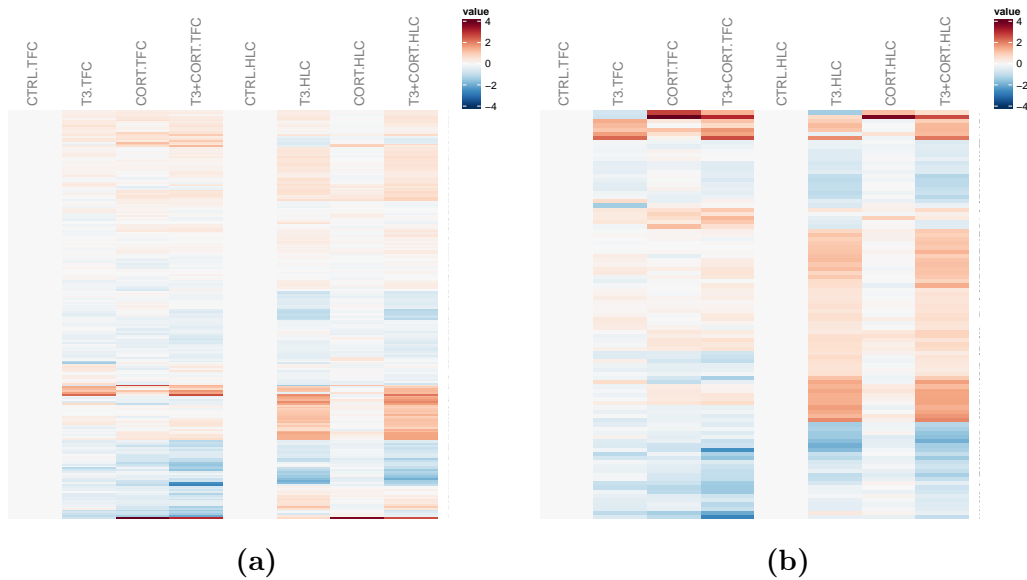 value
4
2
0
−2
−4
CTRL.TFC
T3.TFC
CORT.TFC
T3+CORT.TFC
CTRL.HLC
T3.HLC
CORT.HLC
T3+CORT.HLC
value
4
2
0
−2
−4
CTRL.TFC
T3.TFC
CORT.TFC
T3+CORT.TFC
CTRL.HLC
T3.HLC
CORT.HLC
T3+CORT.HLC
(a)
(b)